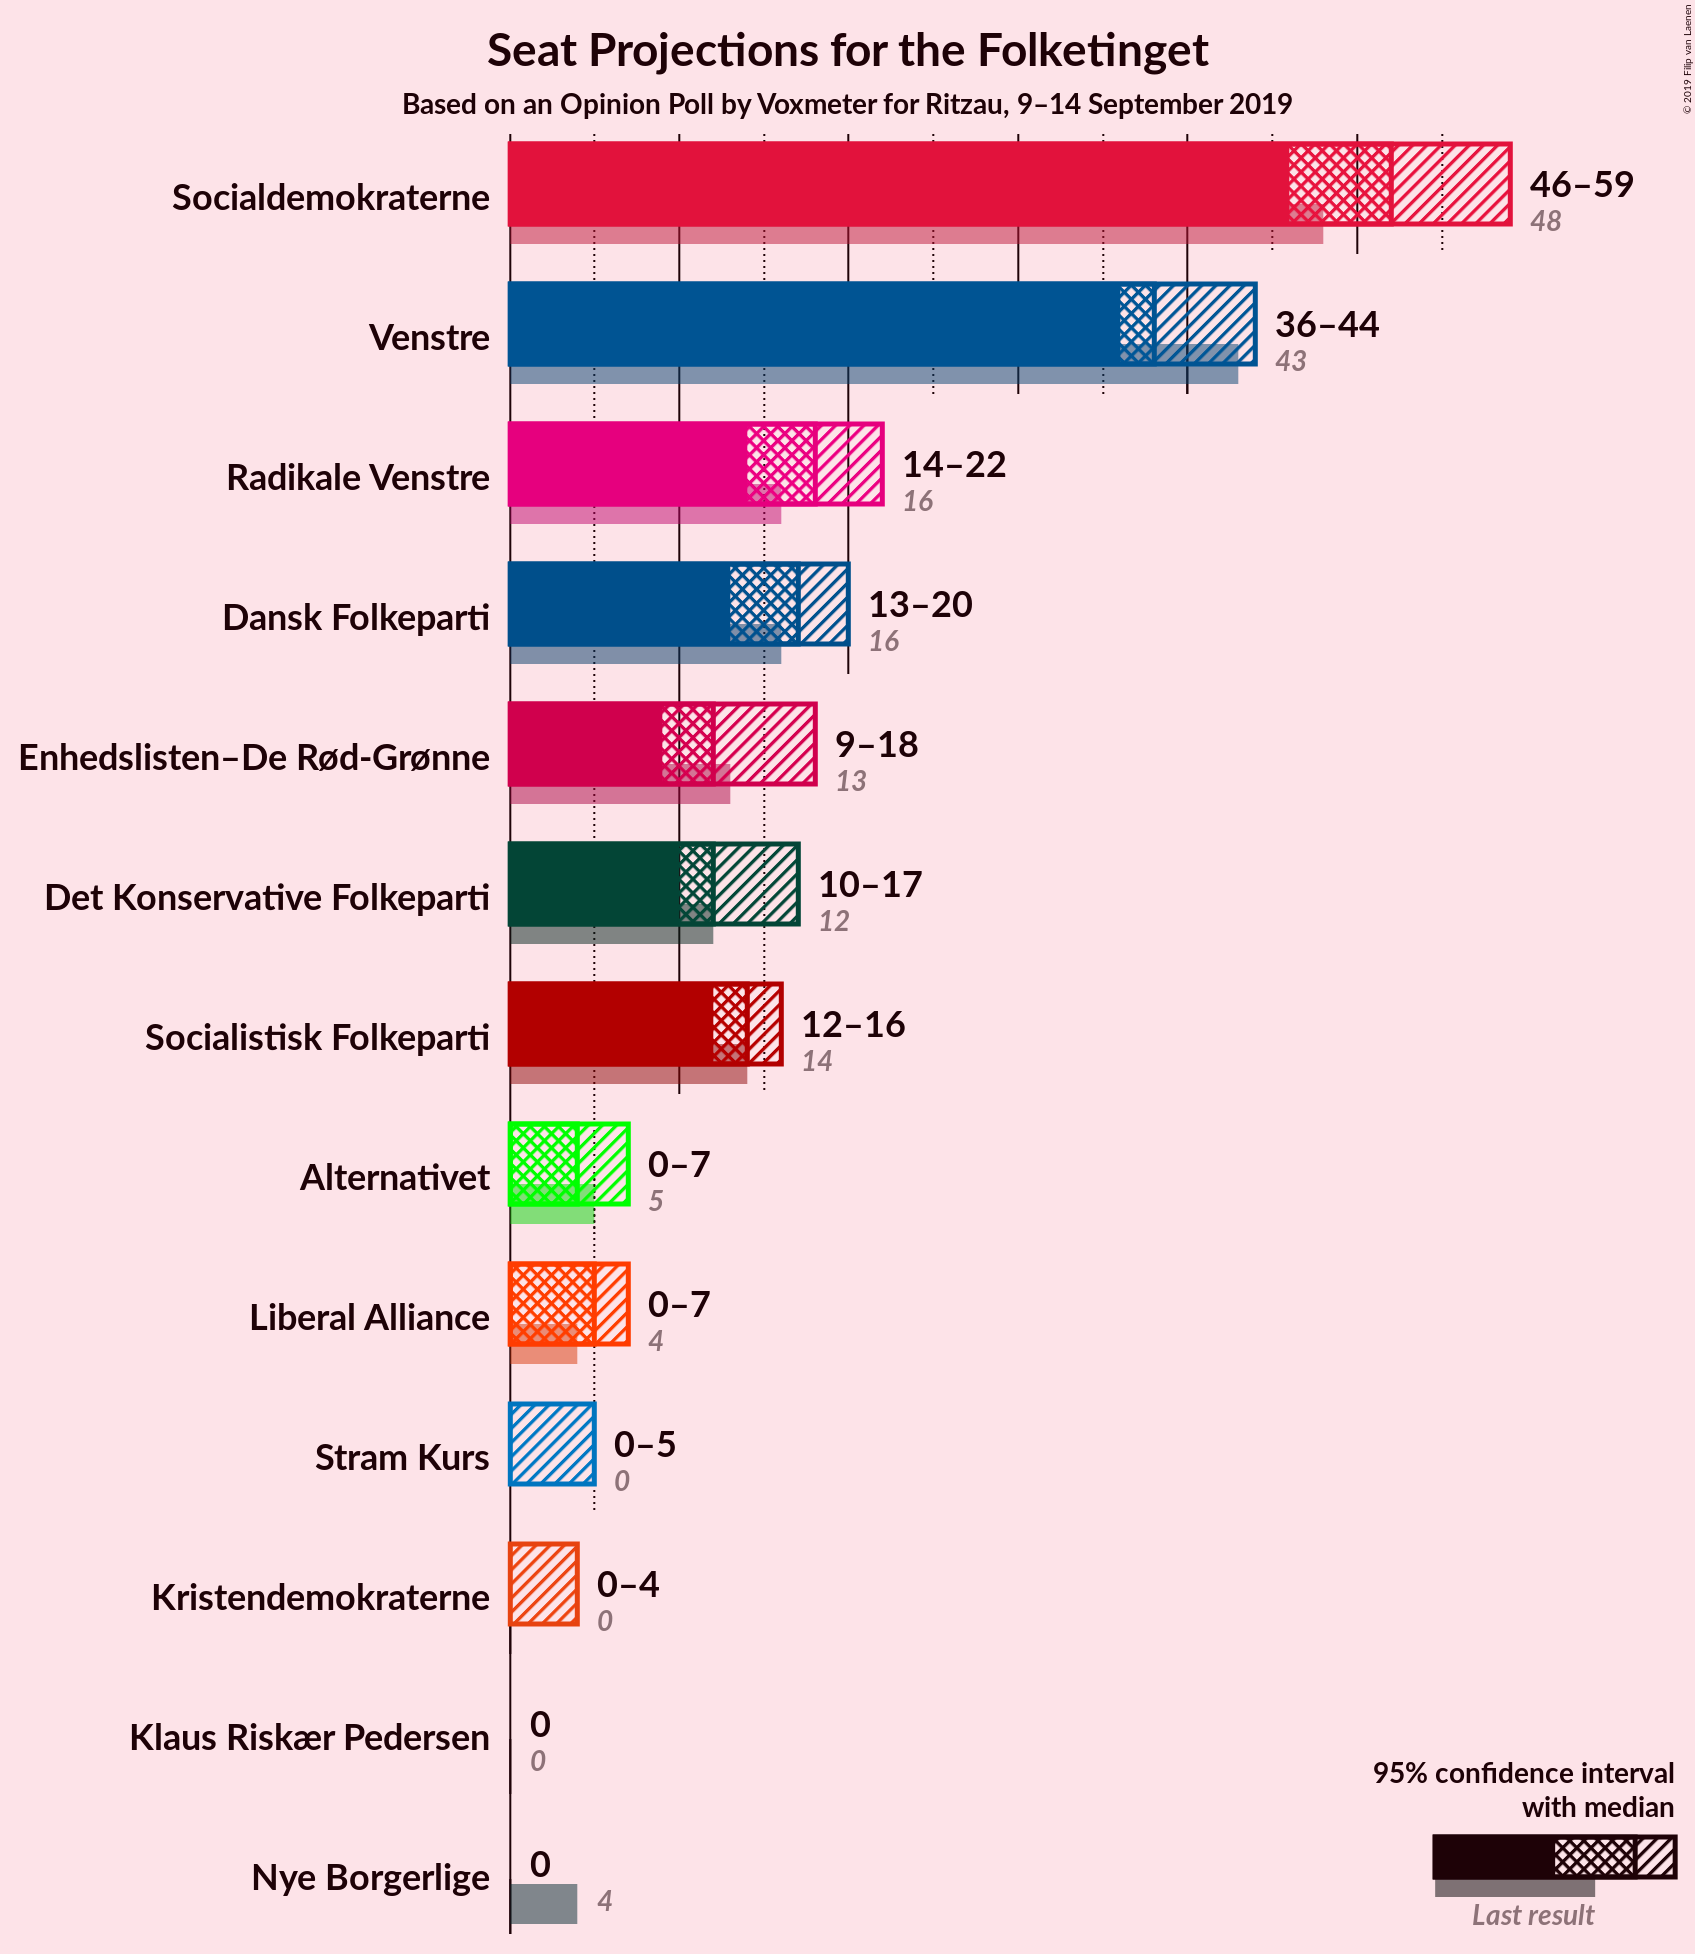 Seat Projections for the Folketinget
Based on an Opinion Poll by Voxmeter for Ritzau, 9–14 September 2019
© 2019 Filip van Laenen
Socialdemokraterne
46–59
48
Venstre
36–44
43
Radikale Venstre
14–22
16
Dansk Folkeparti
13–20
16
Enhedslisten–De Rød-Grønne
9–18
13
Det Konservative Folkeparti
10–17
12
Socialistisk Folkeparti
12–16
14
Alternativet
0–7
5
Liberal Alliance
0–7
4
Stram Kurs
0–5
0
Kristendemokraterne
0–4
0
Klaus Riskær Pedersen
0
0
Nye Borgerlige
0
4
95% confidence interval
with median
Last result